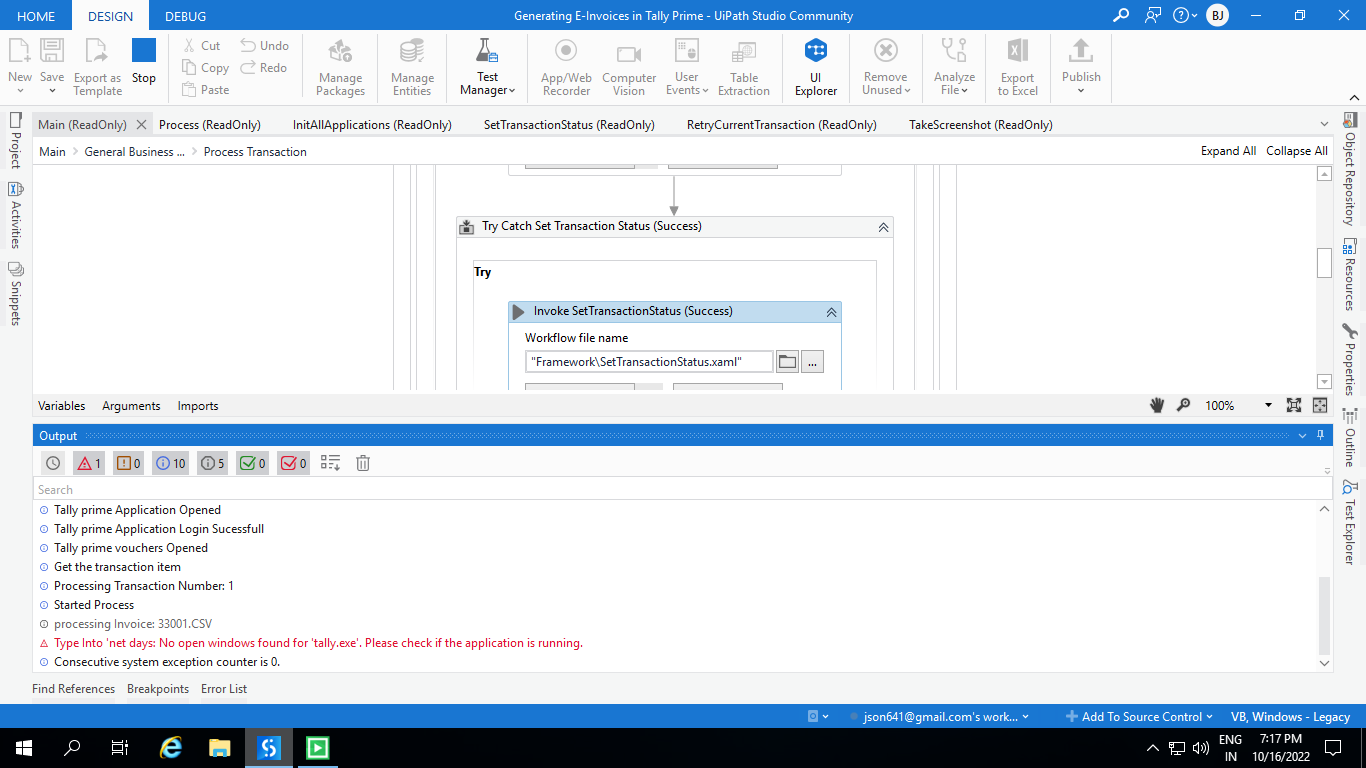 HOME DESIGN DEBUG Generating E-Invoices in Tally Prime - UiPath Studio Community BJ
New Save Export as Template Stop Cut Copy Paste Undo Redo Manage Packages Manage Entities Test Manager App/Web Recorder Computer Vision User Events Table Extraction UI Explorer Remove Unused Analyze File Export to Excel Publish
Main (ReadOnly) Process (ReadOnly) InitAllApplications (ReadOnly) SetTransactionStatus (ReadOnly) RetryCurrentTransaction (ReadOnly) TakeScreenshot (ReadOnly)
Main General Business ... Process Transaction Expand All Collapse All
Project
Activities
Snippets
Try Catch Set Transaction Status (Success)
Try
Invoke SetTransactionStatus (Success)
Workflow file name
"Framework\SetTransactionStatus.xaml" ...
Object Repository
Resources
Properties
Outline
Test Explorer
Variables Arguments Imports 100%
Output
1 0 10 5 0 0
Search
Tally prime Application Opened
Tally prime Application Login Sucessfull
Tally prime vouchers Opened
Get the transaction item
Processing Transaction Number: 1
Started Process
processing Invoice: 33001.CSV
Type Into 'net days: No open windows found for 'tally.exe'. Please check if the application is running.
Consecutive system exception counter is 0.
Find References Breakpoints Error List
json641@gmail.com's work... Add To Source Control VB, Windows - Legacy
ENG 7:17 PM
IN 10/16/2022